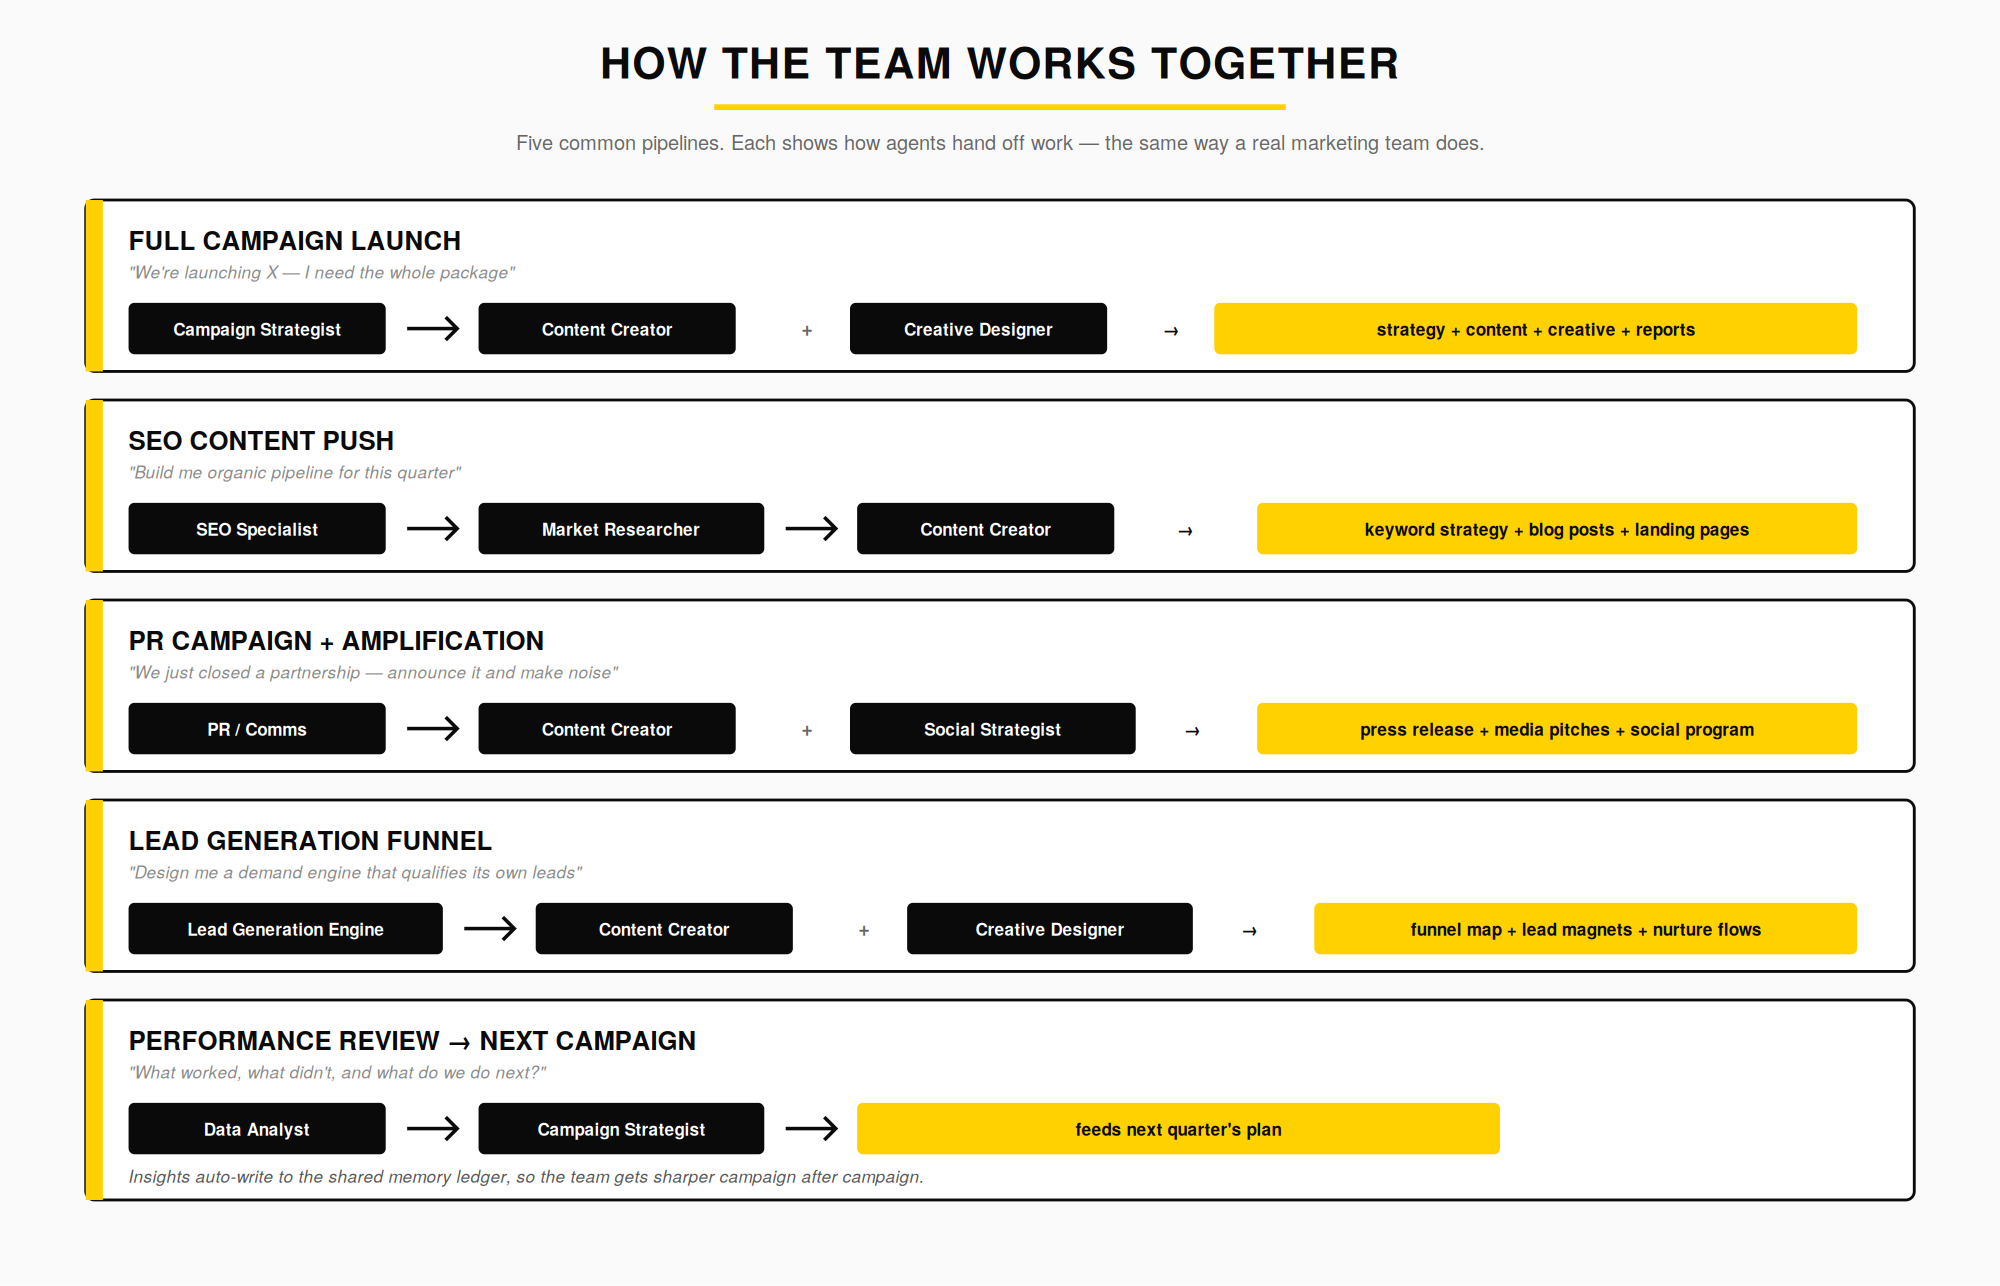 HOW THE TEAM WORKS TOGETHER
Five common pipelines. Each shows how agents hand off work — the same way a real marketing team does.
FULL CAMPAIGN LAUNCH
"We're launching X — I need the whole package"
Campaign Strategist → Content Creator + Creative Designer → strategy + content + creative + reports
SEO CONTENT PUSH
"Build me organic pipeline for this quarter"
SEO Specialist → Market Researcher → Content Creator → keyword strategy + blog posts + landing pages
PR CAMPAIGN + AMPLIFICATION
"We just closed a partnership — announce it and make noise"
PR / Comms → Content Creator + Social Strategist → press release + media pitches + social program
LEAD GENERATION FUNNEL
"Design me a demand engine that qualifies its own leads"
Lead Generation Engine → Content Creator + Creative Designer → funnel map + lead magnets + nurture flows
PERFORMANCE REVIEW → NEXT CAMPAIGN
"What worked, what didn't, and what do we do next?"
Data Analyst → Campaign Strategist → feeds next quarter's plan
Insights auto-write to the shared memory ledger, so the team gets sharper campaign after campaign.